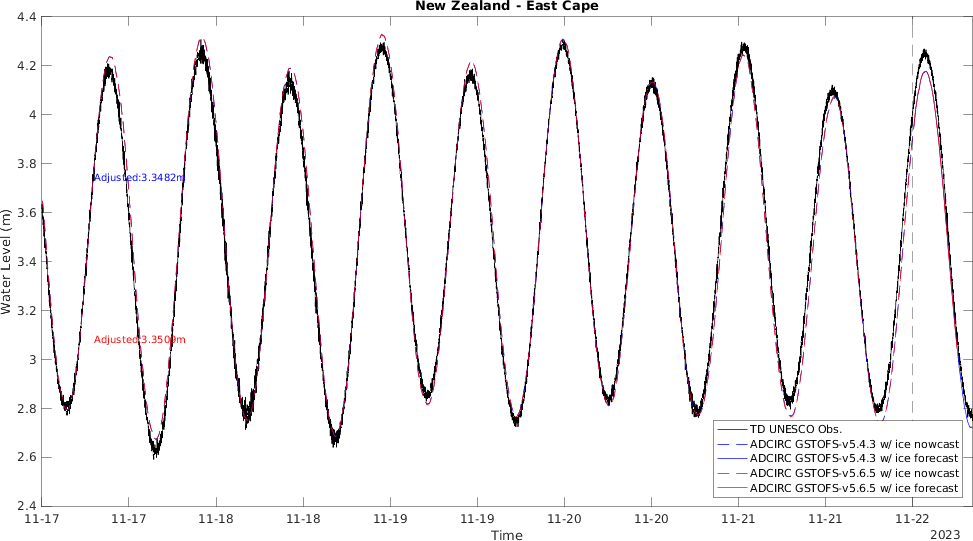 New Zealand - East Cape
4.4
4.2
4
3.8
3.6
3.4
3.2
3
2.8
2.6
2.4
Water Level (m)
Adjusted:3.3482m
Adjusted:3.3509m
TD UNESCO Obs.
ADCIRC GSTOFS-v5.4.3 w/ ice nowcast
ADCIRC GSTOFS-v5.4.3 w/ ice forecast
ADCIRC GSTOFS-v5.6.5 w/ ice nowcast
ADCIRC GSTOFS-v5.6.5 w/ ice forecast
11-17 11-17 11-18 11-18 11-19 11-19 11-20 11-20 11-21 11-21 11-22
Time
2023